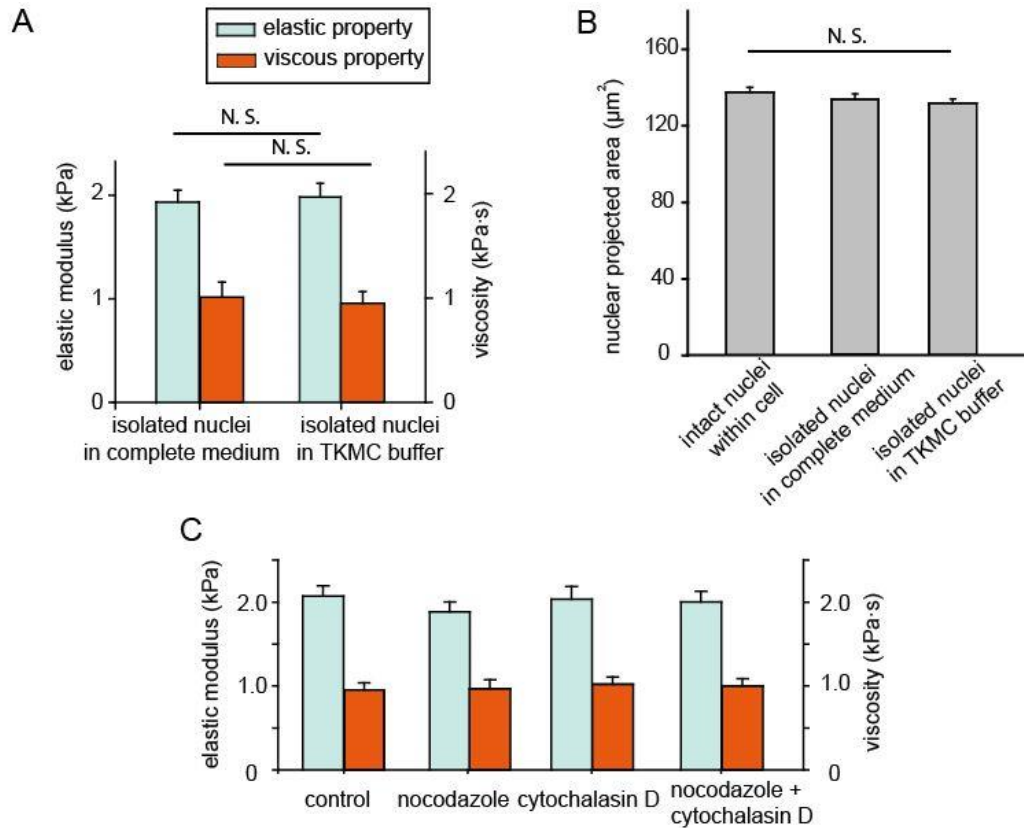 A
elastic property
viscous property
N. S.
N. S.
elastic modulus (kPa)
2
1
0
viscosity (kPa·s)
2
1
0
isolated nuclei
in complete medium
isolated nuclei
in TKMC buffer
B
N. S.
nuclear projected area (µm²)
160
120
80
40
0
intact nuclei
within cell
isolated nuclei
in complete medium
isolated nuclei
in TKMC buffer
C
elastic modulus (kPa)
2.0
1.0
0
viscosity (kPa·s)
2.0
1.0
0
control
nocodazole
cytochalasin D
nocodazole +
cytochalasin D